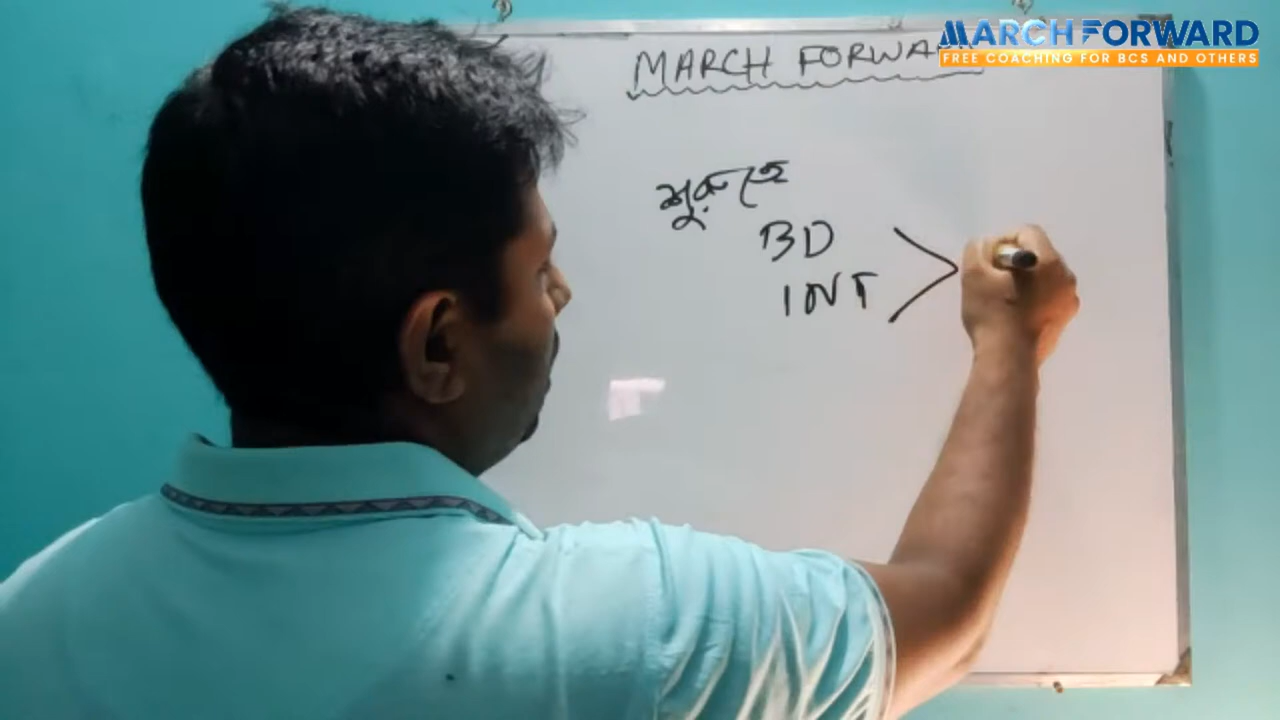 MARCH FORWARD
FREE COACHING FOR BCS AND OTHERS
MARCH FORWA
শুরুতে
BD
INT